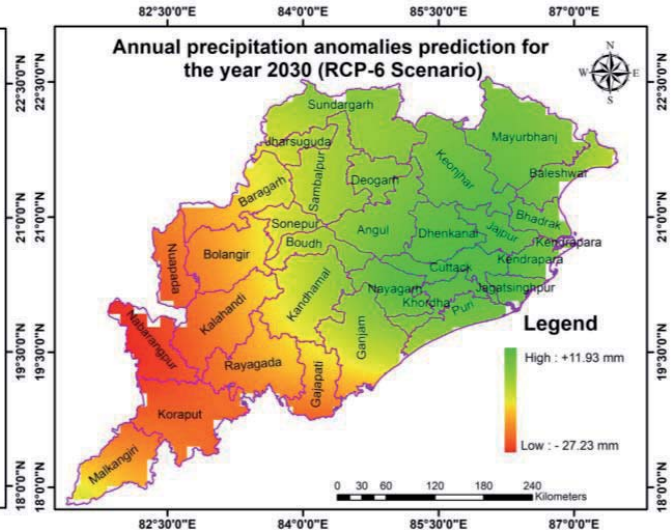 82°30'0"E 84°0'0"E 85°30'0"E 87°0'0"E
Annual precipitation anomalies prediction for
the year 2030 (RCP-6 Scenario)
N
W E
S
22°30'0"N 22°30'0"N
Sundargarh
Mayurbhanj
Jharsuguda
Keonjhar
Sambalpur
Baleshwar
Deogarh
Baragarh
21°0'0"N 21°0'0"N
Bhadrak
Sonepur
Angul
Dhenkanal
Jajpur
Kendrapara
Boudh
Nuapada
Bolangir
Kendrapara
Cuttack
Kandhamal
Nayagarh
Jagatsinghpur
Khordha
Puri
Kalahandi
Nabarangpur
Ganjam
Legend
19°30'0"N 19°30'0"N
High : +11.93 mm
Rayagada
Gajapati
Koraput
Low : - 27.23 mm
Malkangiri
0 30 60 120 180 240
Kilometers
18°0'0"N 18°0'0"N
82°30'0"E 84°0'0"E 85°30'0"E 87°0'0"E